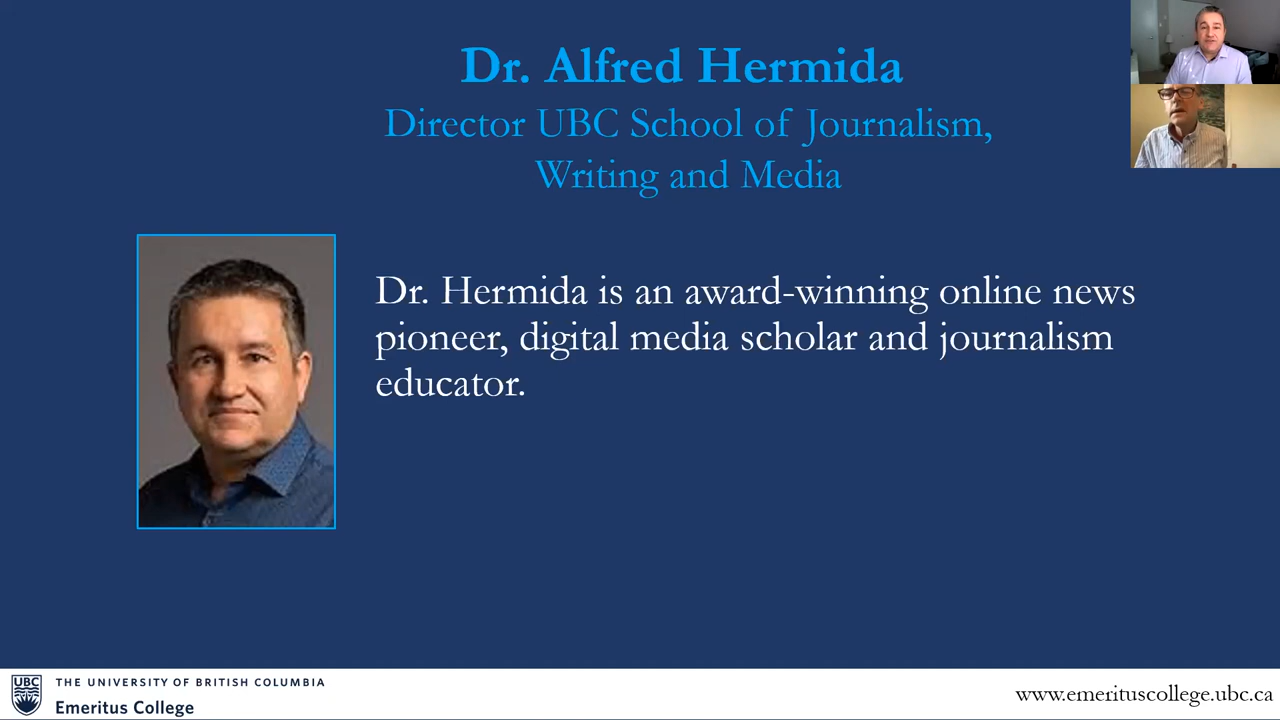 Dr. Alfred Hermida
Director UBC School of Journalism,
Writing and Media
Dr. Hermida is an award-winning online news
pioneer, digital media scholar and journalism
educator.
UBC
THE UNIVERSITY OF BRITISH COLUMBIA
Emeritus College
www.emerituscollege.ubc.ca